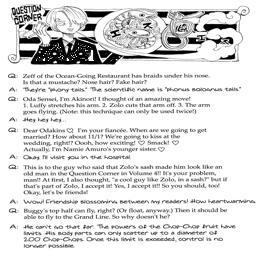 QUESTION CORNER
Q: Zeff of the Ocean-Going Restaurant has braids under his nose.
Is that a mustache? Nose hair? Fake hair?
A: They're "phony tails." The scientific name is "phonus balonus tails."
Q: Oda Sensei, I'm Akinori! I thought of an amazing move!
1. Luffy stretches his arm. 2. Zolo cuts that arm off. 3. The arm
goes flying. (Note: this technique can only be used twice!)
A: Hey hey hey...
Q: Dear Odakins ♡ I'm your fiancée. When are we going to get
married? How about 11/1? We're going to kiss at the
wedding, right? Oooh, how exciting! ♡ Smack! ♡
Actually, I'm Namie Amuro's younger sister. ♡
A: Okay. I'll visit you in the hospital.
Q: This is to the guy who said that Zolo's sash made him look like an
old man in the Question Corner in Volume 4!! It's your problem,
man!! At first, I also thought, "a cool guy like Zolo, in a sash?" but if
that's part of Zolo, I accept it! Yes, I accept it!! So you should, too!
Okay, let's be friends!
A: Wow! Friendship blossoming between my readers! How heartwarming.
Q: Buggy's top half can fly, right? (Or float, anyway.) Then it should be
able to fly to the Grand Line. So why doesn't he?
A: He can't go that far. The powers of the Chop-Chop Fruit have
limits. His body parts can only scatter up to a diameter of
200 Chop-Chops. Once this limit is exceeded, control is no
longer possible.